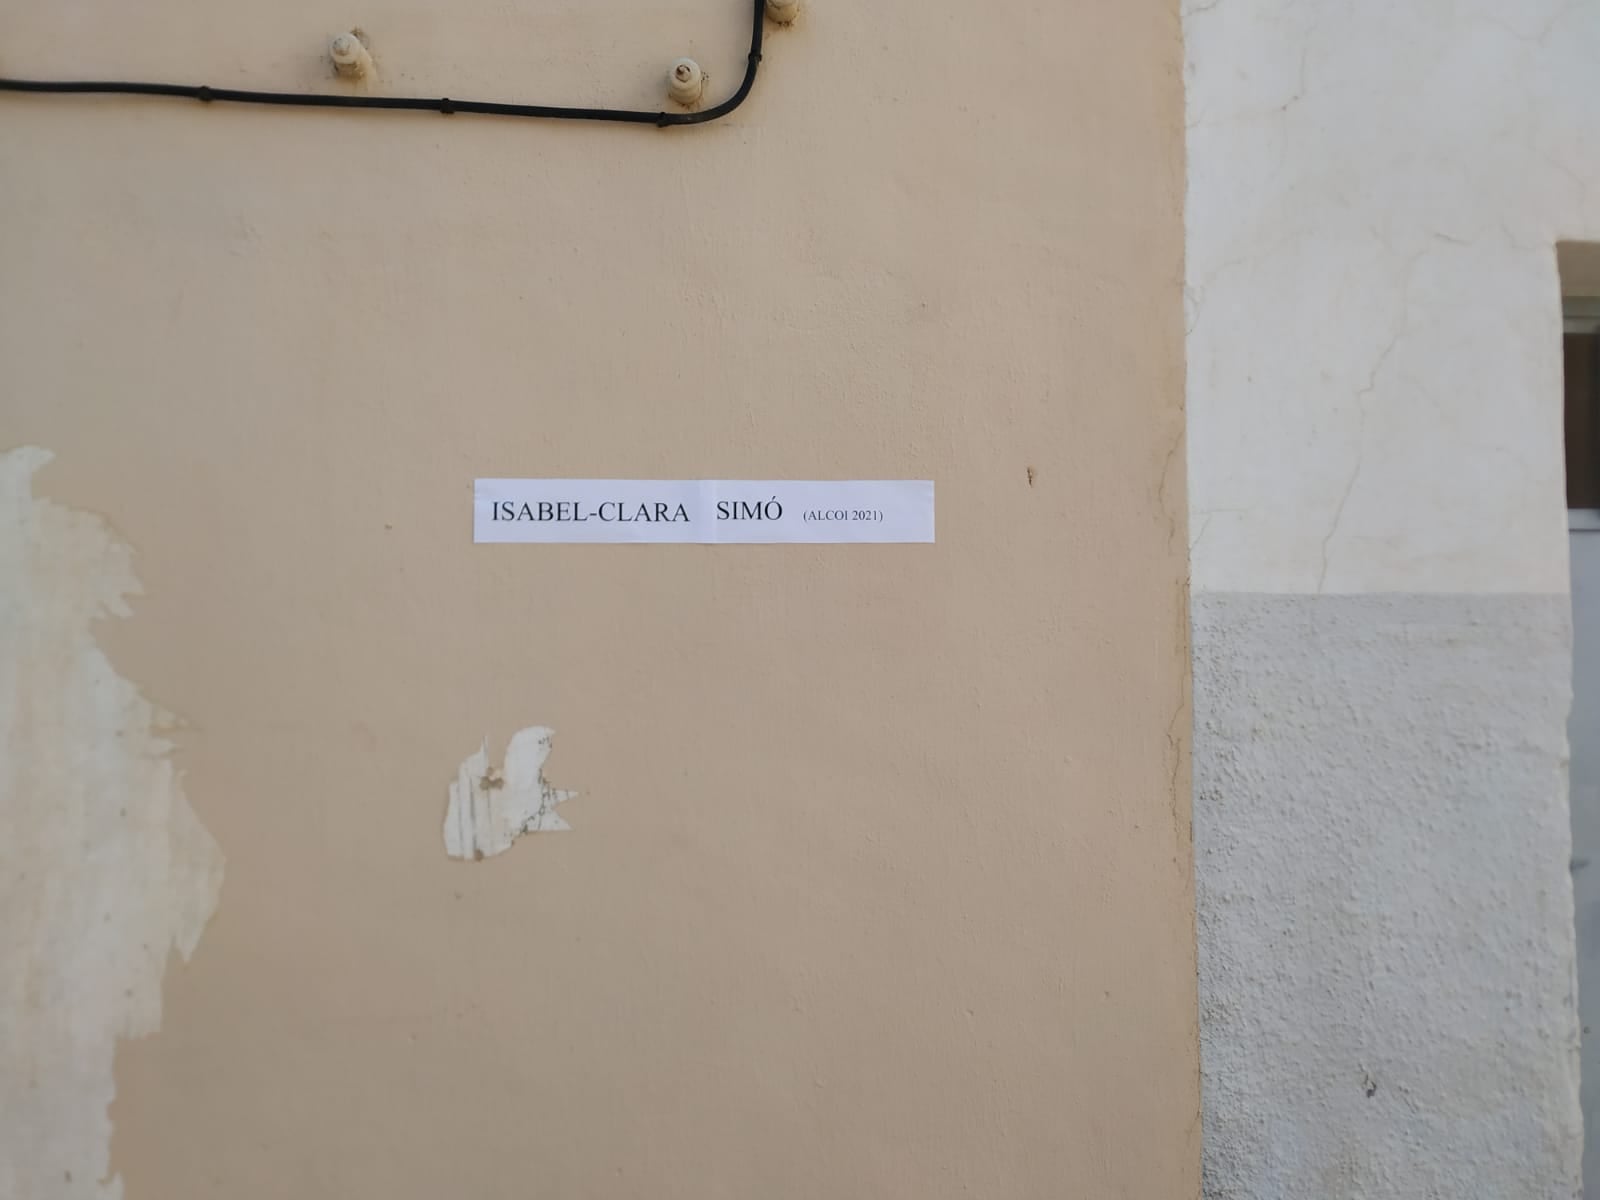 ISABEL-CLARA SIMÓ (ALCOI 2021)